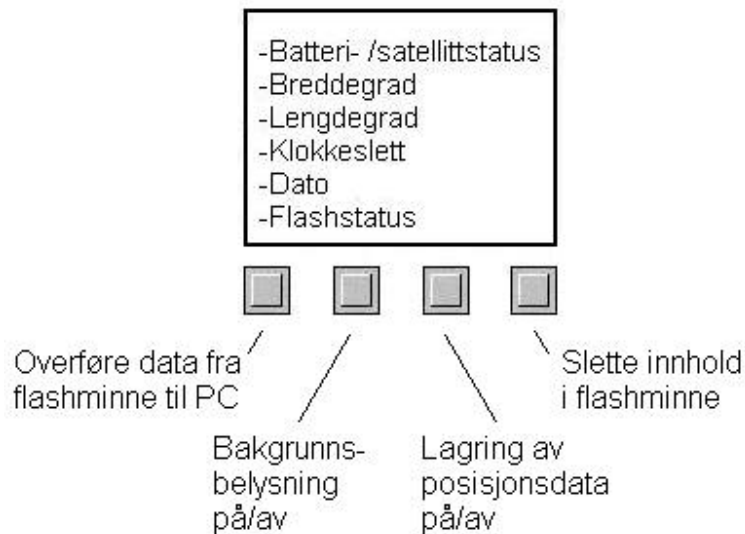 -Batteri- /satellittstatus
-Breddegrad
-Lengdegrad
-Klokkeslett
-Dato
-Flashstatus
Overføre data fra
flashminne til PC
Bakgrunns-
belysning
på/av
Lagring av
posisjonsdata
på/av
Slette innhold
i flashminne